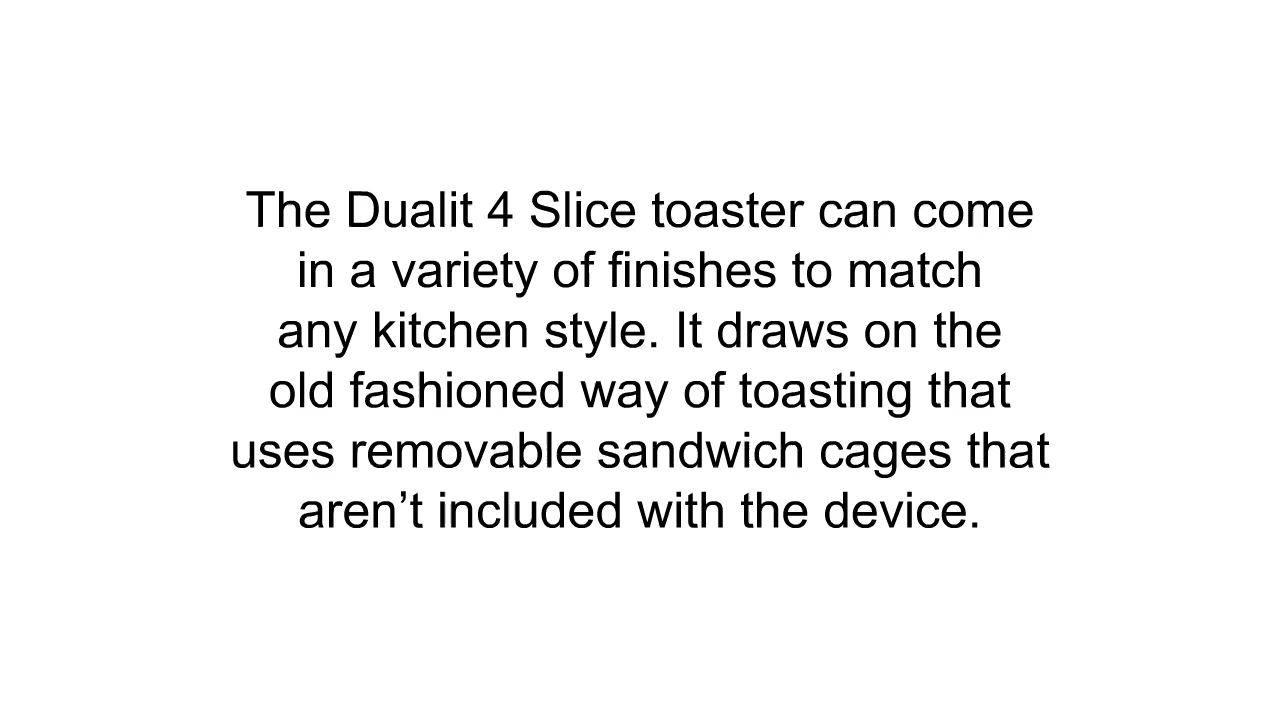 The Dualit 4 Slice toaster can come
in a variety of finishes to match
any kitchen style. It draws on the
old fashioned way of toasting that
uses removable sandwich cages that
aren’t included with the device.